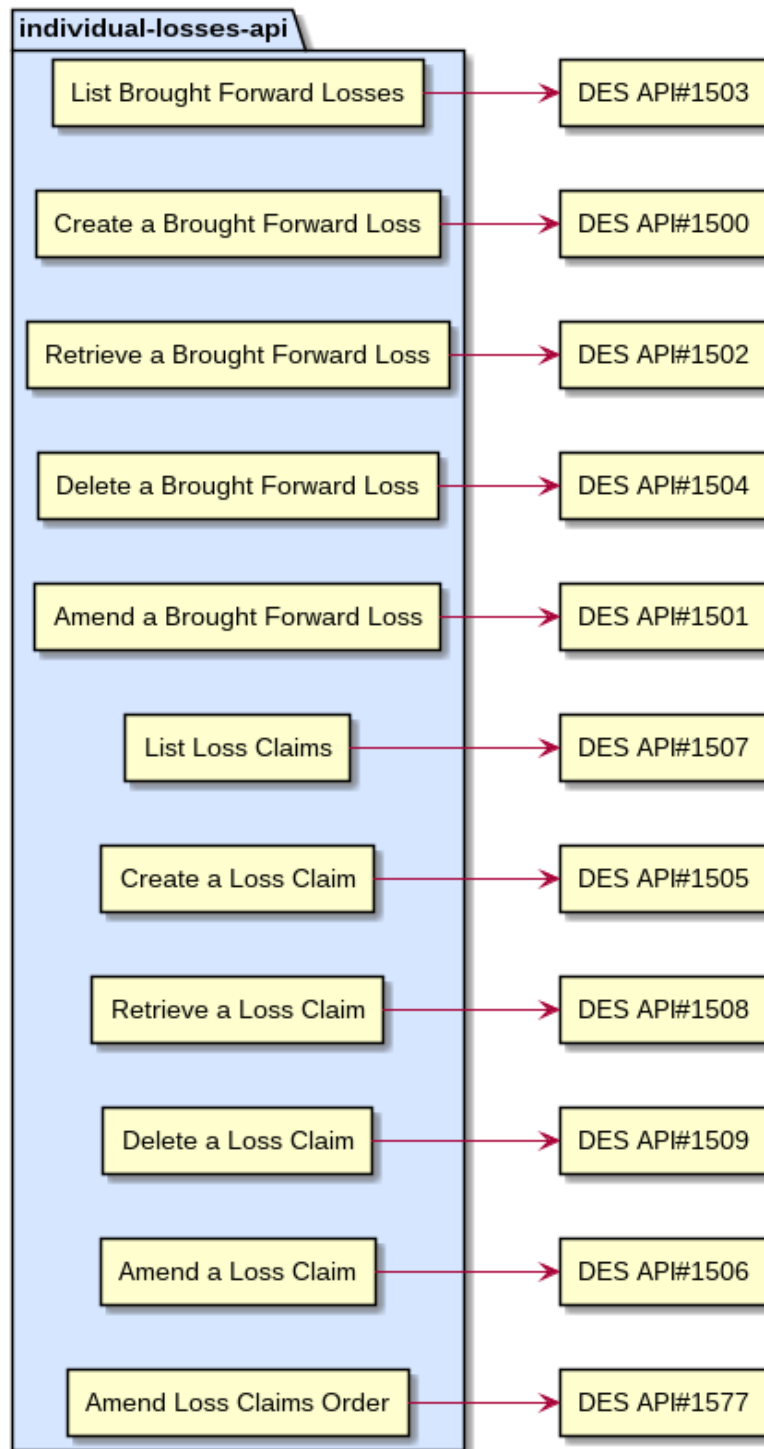 individual-losses-api
List Brought Forward Losses
DES API#1503
Create a Brought Forward Loss
DES API#1500
Retrieve a Brought Forward Loss
DES API#1502
Delete a Brought Forward Loss
DES API#1504
Amend a Brought Forward Loss
DES API#1501
List Loss Claims
DES API#1507
Create a Loss Claim
DES API#1505
Retrieve a Loss Claim
DES API#1508
Delete a Loss Claim
DES API#1509
Amend a Loss Claim
DES API#1506
Amend Loss Claims Order
DES API#1577